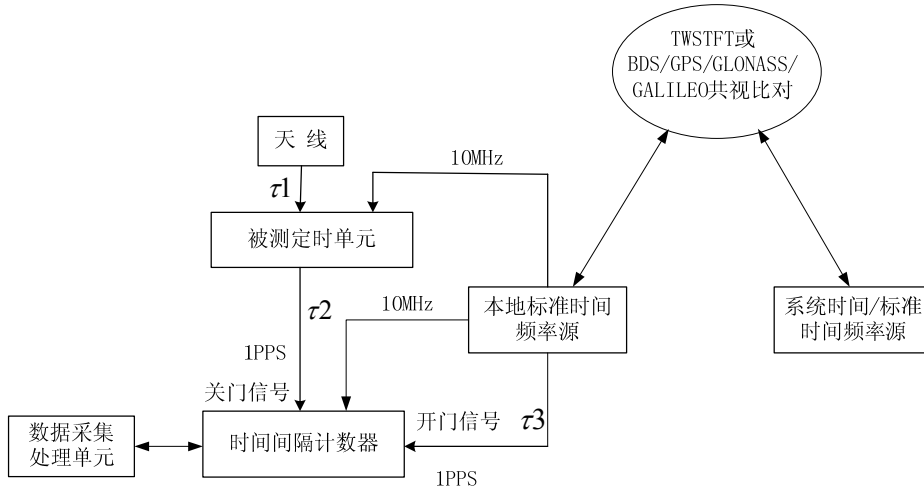 TWSTFT或
BDS/GPS/GLONASS/
GALILEO共视比对
天 线
10MHz
τ1
被测定时单元
τ2
10MHz
本地标准时间
频率源
系统时间/标准
时间频率源
1PPS
关门信号
开门信号
τ3
数据采集
处理单元
时间间隔计数器
1PPS